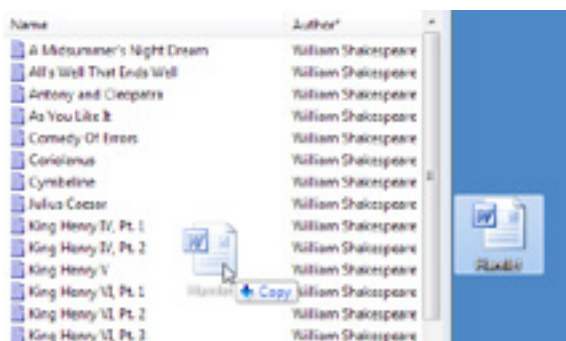 Name Author
A Midsummer's Night Dream William Shakespeare
All's Well That Ends Well William Shakespeare
Antony and Cleopatra William Shakespeare
As You Like It William Shakespeare
Comedy Of Errors William Shakespeare
Coriolanus William Shakespeare
Cymbeline William Shakespeare
Julius Caesar William Shakespeare
King Henry IV, Pt. 1 William Shakespeare
King Henry IV, Pt. 2 William Shakespeare
King Henry V William Shakespeare
King Henry VI, Pt. 1 Hamlet Copy William Shakespeare
King Henry VI, Pt. 2 William Shakespeare
King Henry VI, Pt. 3 William Shakespeare
Hamlet